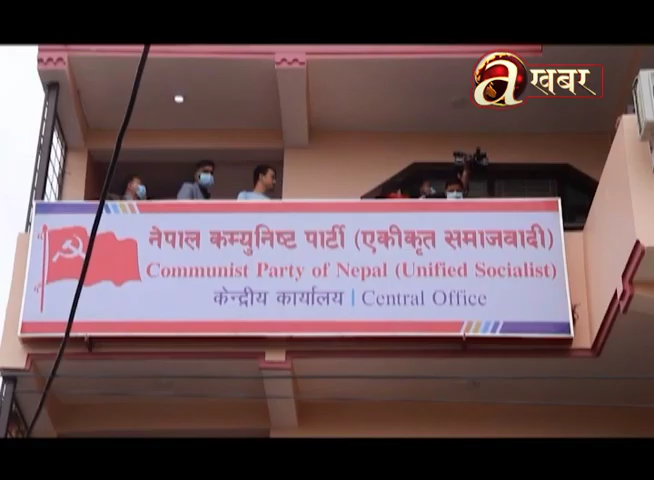 a खबर
नेपाल कम्युनिष्ट पार्टी (एकीकृत समाजवादी)
Communist Party of Nepal (Unified Socialist)
केन्द्रीय कार्यालय | Central Office